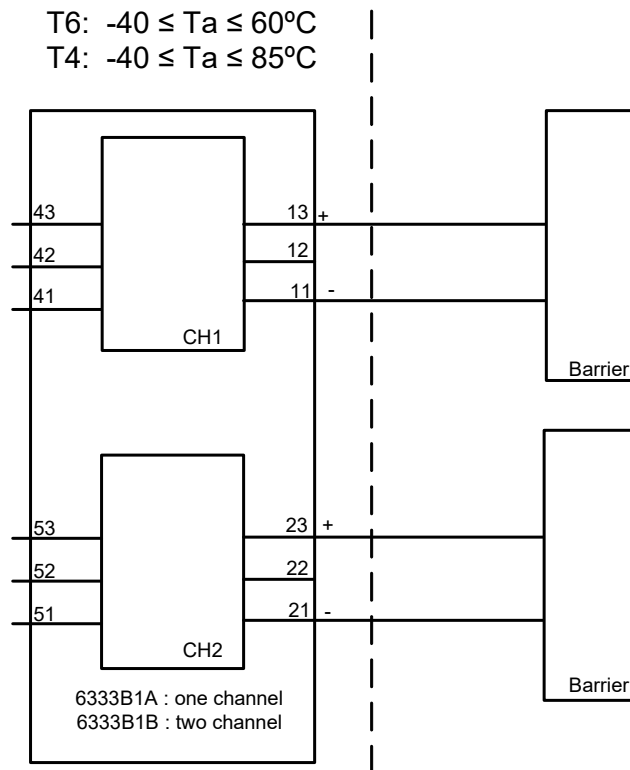 T6: -40 ≤ Ta ≤ 60ºC
T4: -40 ≤ Ta ≤ 85ºC
43
13 +
42
12
41
11 -
CH1
Barrier
53
23 +
52
22
51
21 -
CH2
Barrier
6333B1A : one channel
6333B1B : two channel